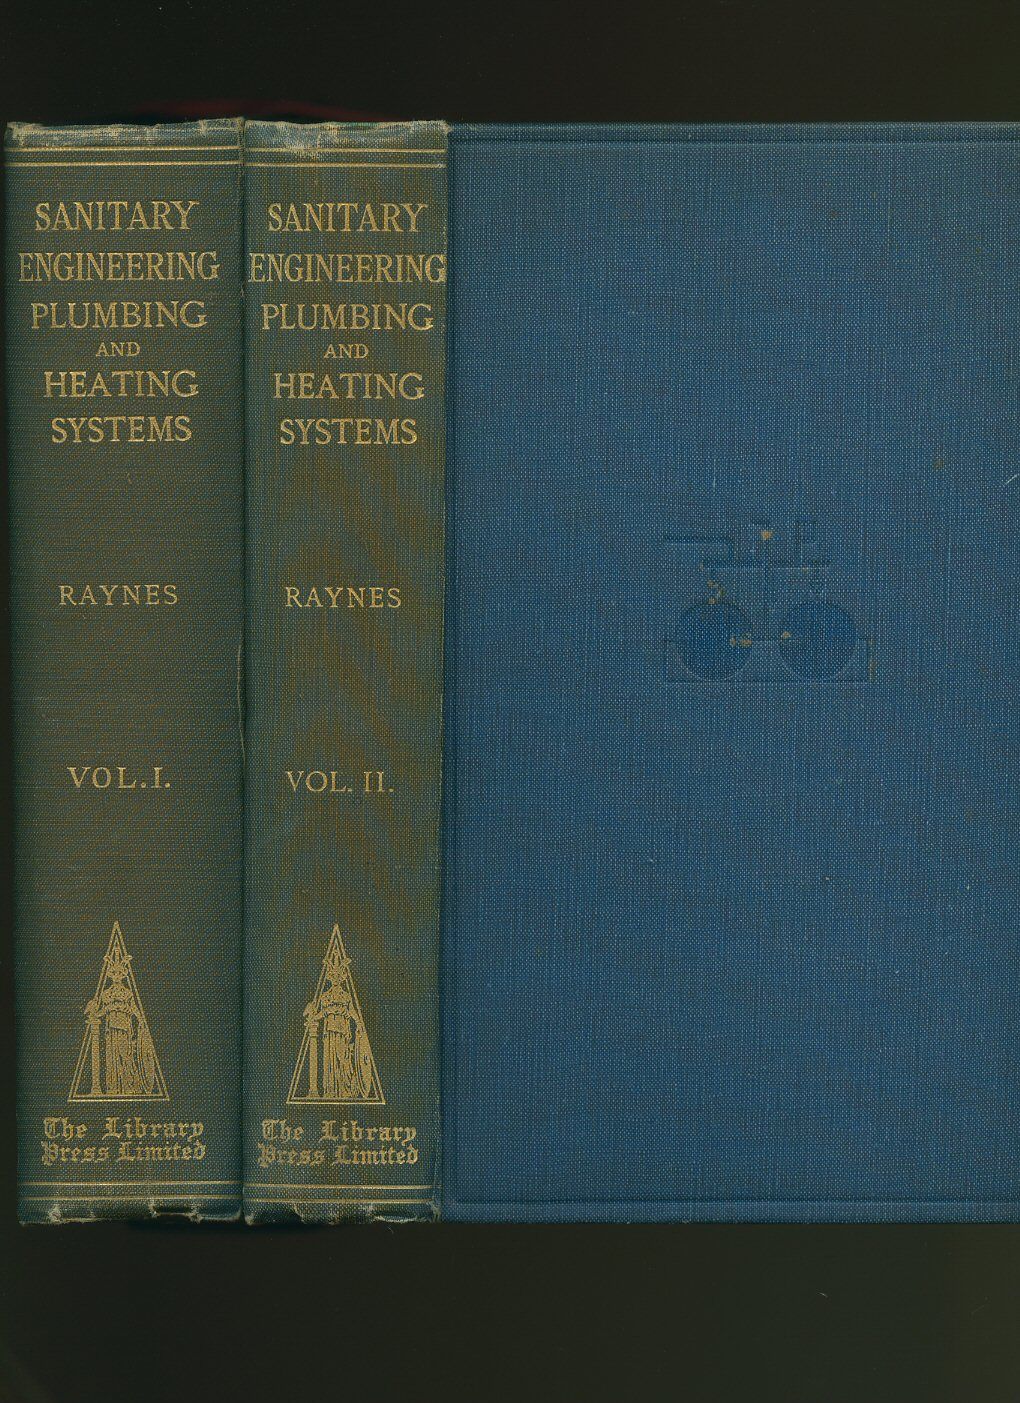 SANITARY
ENGINEERING
PLUMBING
AND
HEATING
SYSTEMS
RAYNES
VOL.I.
The Library
Press Limited
SANITARY
ENGINEERING
PLUMBING
AND
HEATING
SYSTEMS
RAYNES
VOL. II.
The Library
Press Limited